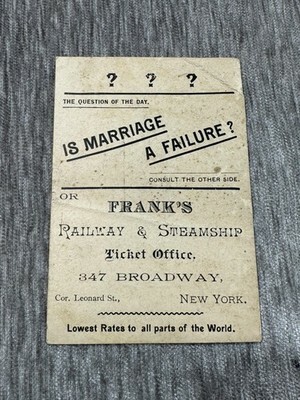 ? ? ?
THE QUESTION OF THE DAY.
IS MARRIAGE
A FAILURE?
CONSULT THE OTHER SIDE.
OR
FRANK'S
RAILWAY & STEAMSHIP
Ticket Office,
347 BROADWAY,
Cor. Leonard St., NEW YORK.
Lowest Rates to all parts of the World.